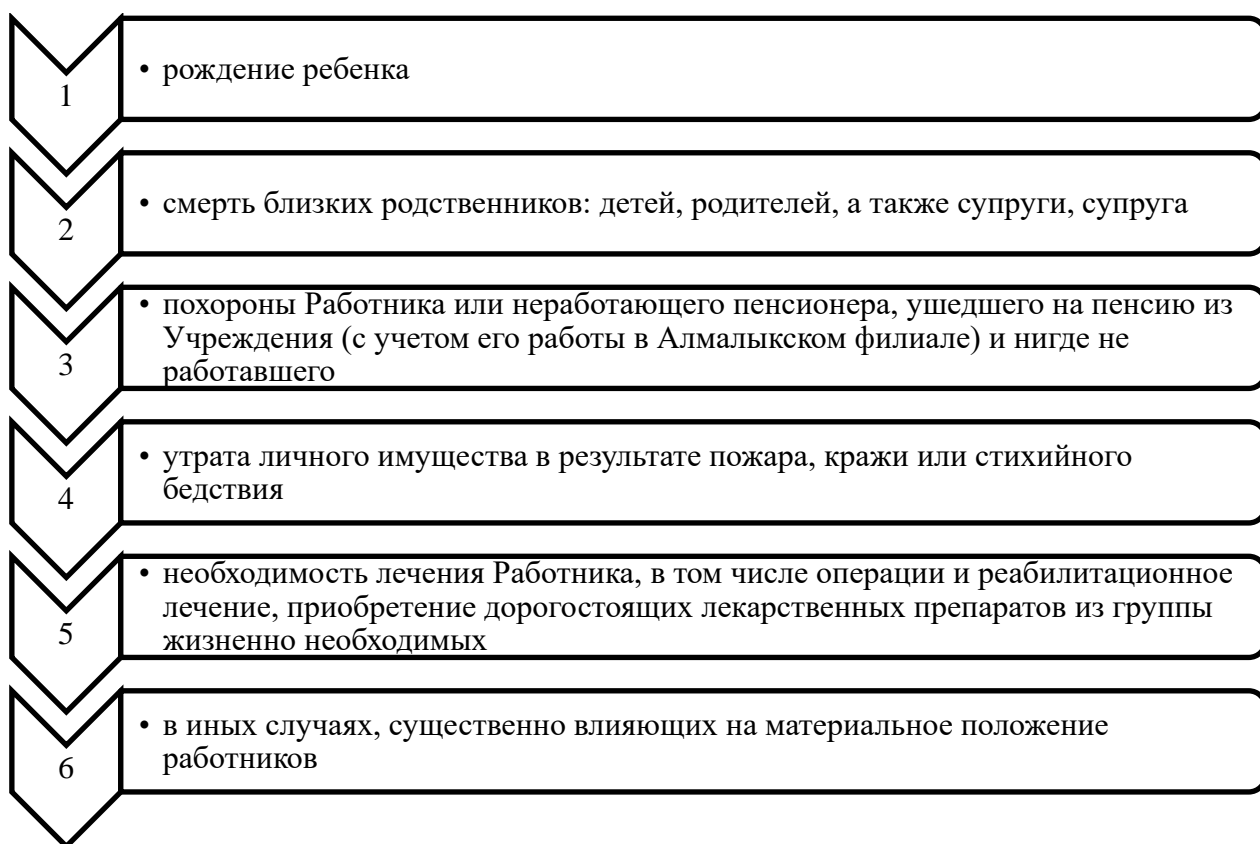 1
• рождение ребенка
2
• смерть близких родственников: детей, родителей, а также супруги, супруга
3
• похороны Работника или неработающего пенсионера, ушедшего на пенсию из
Учреждения (с учетом его работы в Алмалыкском филиале) и нигде не
работавшего
4
• утрата личного имущества в результате пожара, кражи или стихийного
бедствия
5
• необходимость лечения Работника, в том числе операции и реабилитационное
лечение, приобретение дорогостоящих лекарственных препаратов из группы
жизненно необходимых
6
• в иных случаях, существенно влияющих на материальное положение
работников